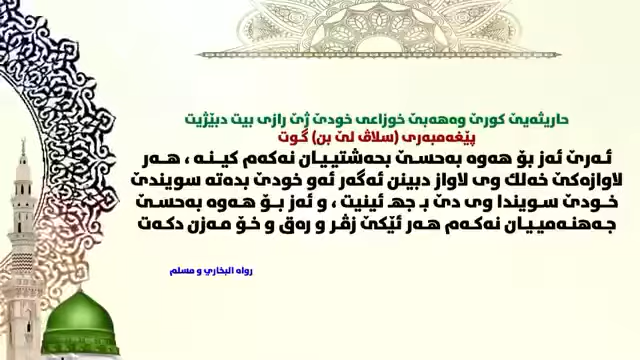 حاریثەیێ کورێ وەهەبێ خوزاعی خودێ ژێ رازی بیت دبێژیت
پێغەمبەری (سلاڤ لێ بن) گوت
ئەرێ ئەز بۆ هەوە بەحسێ بحەشتییان نەکەم کینە ، هەر
لاوازەکێ خەلك وی لاواز دبینن ئەگەر ئەو خودێ بدەتە سویندێ
خودێ سویندا وی دێ ب جهـ ئینیت ، و ئەز بۆ هەوە بەحسێ
جەهنەمییان نەکەم هەر ئێکێ زڤر و رەق و خۆ مەزن دکەت
رواه البخاري و مسلم